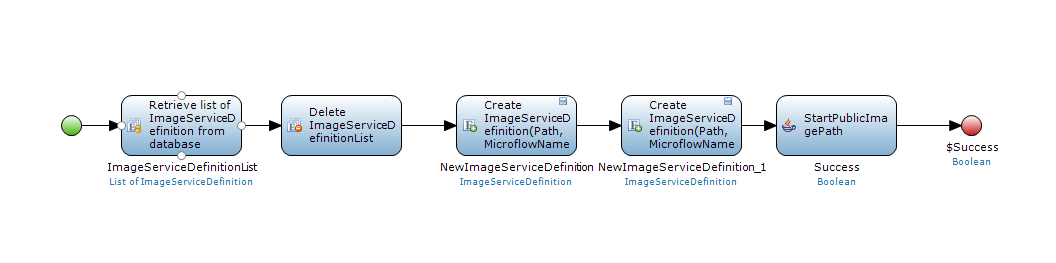 Retrieve list of
ImageServiceD
efinition from
database
ImageServiceDefinitionList
List of ImageServiceDefinition
Delete
ImageServiceD
efinitionList
Create
ImageServiceD
efinition(Path,
MicroflowName
NewImageServiceDefinition
ImageServiceDefinition
Create
ImageServiceD
efinition(Path,
MicroflowName
NewImageServiceDefinition_1
ImageServiceDefinition
StartPublicIma
gePath
Success
Boolean
$Success
Boolean